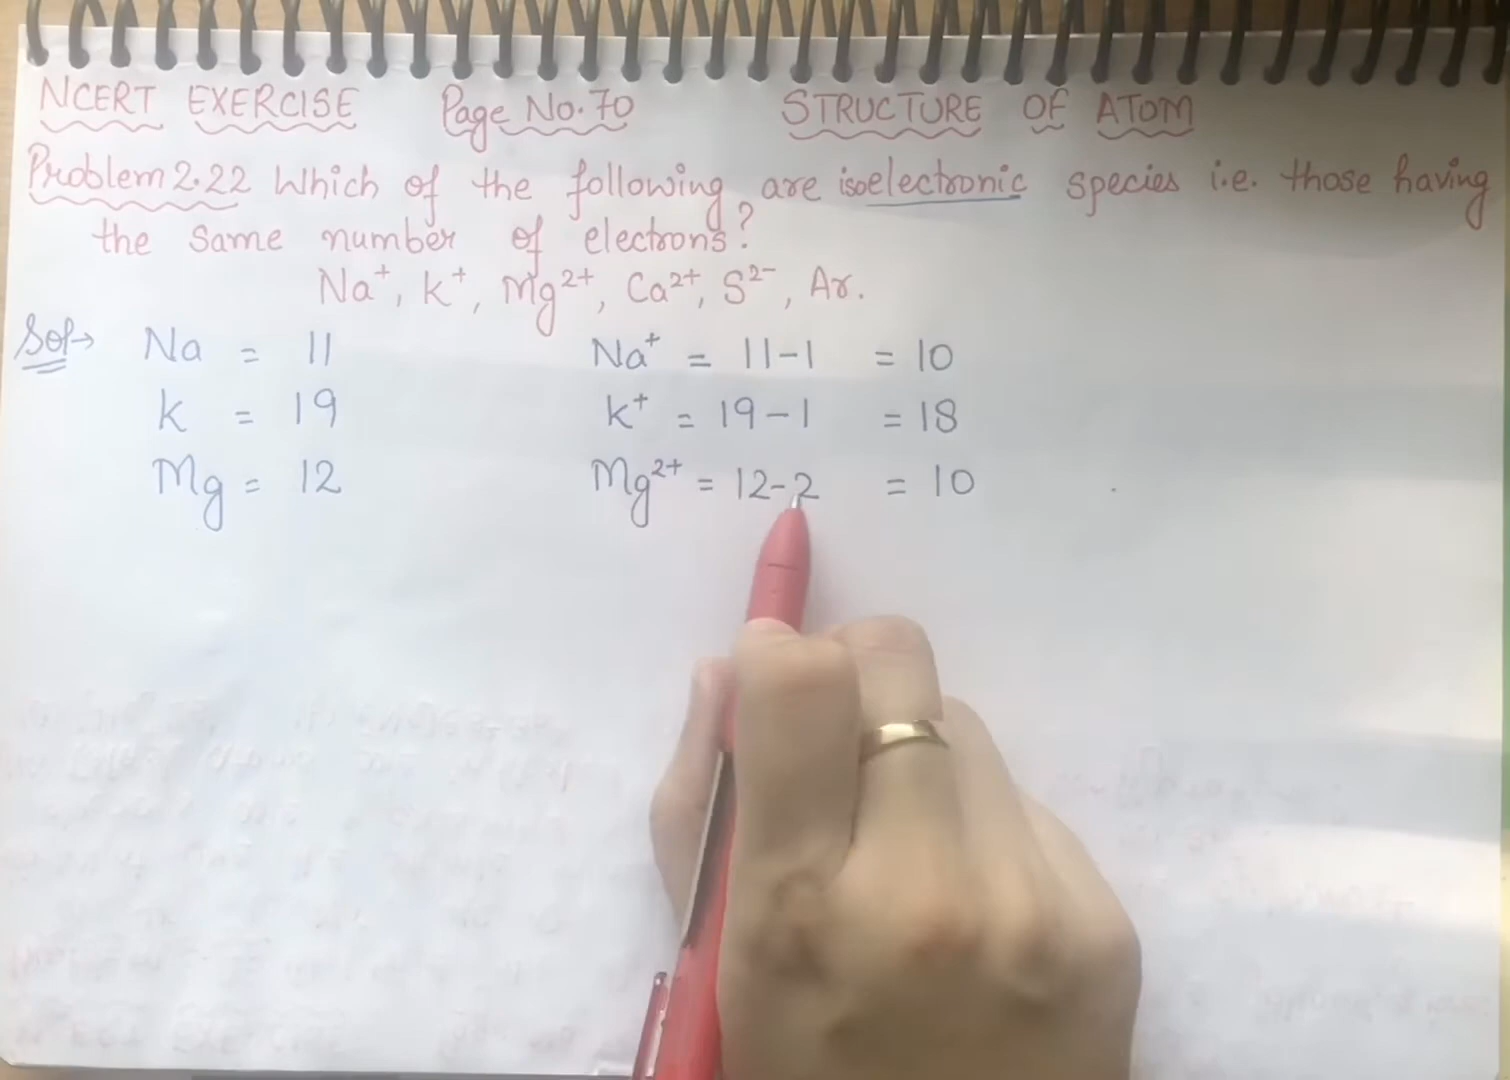 NCERT EXERCISE Page No.70 STRUCTURE OF ATOM
Problem 2.22 Which of the following are isoelectronic species i.e. those having
the same number of electrons?
Na⁺, K⁺, Mg²⁺, Ca²⁺, S²⁻, Ar.
Sol→ Na = 11 Na⁺ = 11-1 = 10
K = 19 K⁺ = 19-1 = 18
Mg = 12 Mg²⁺ = 12-2 = 10